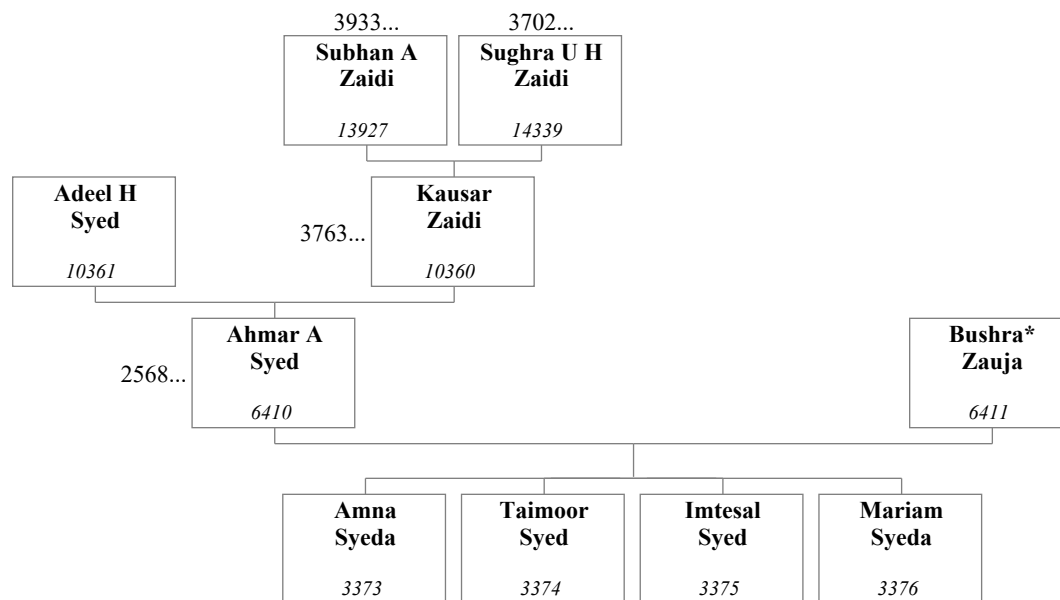 3933...
3702...
Subhan A
Zaidi
13927
Sughra U H
Zaidi
14339
Adeel H
Syed
10361
3763...
Kausar
Zaidi
10360
2568...
Ahmar A
Syed
6410
Bushra*
Zauja
6411
Amna
Syeda
3373
Taimoor
Syed
3374
Imtesal
Syed
3375
Mariam
Syeda
3376